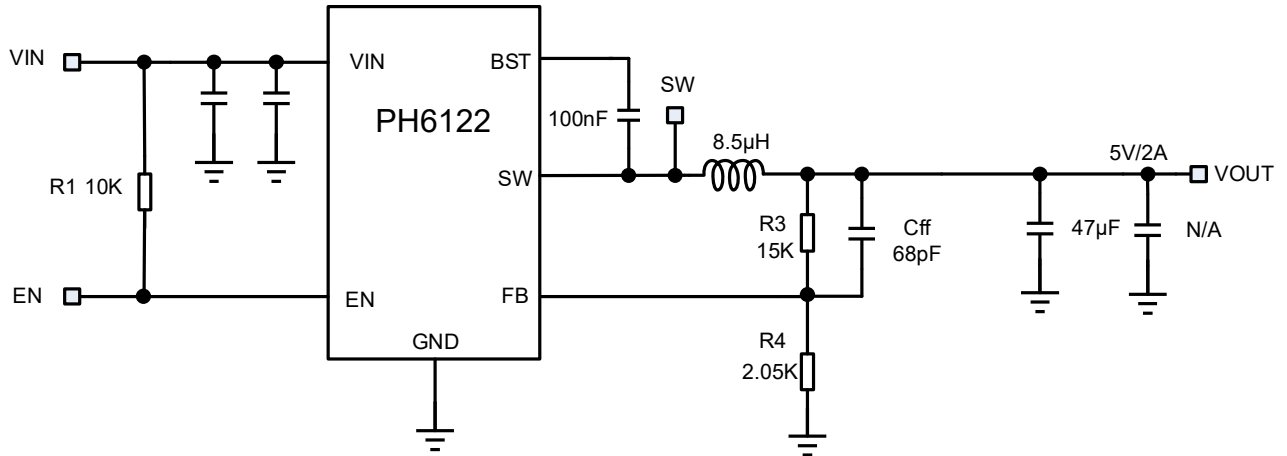 VIN
VIN
BST
SW
PH6122
100nF
8.5µH
5V/2A
R1 10K
SW
VOUT
R3
15K
Cff
68pF
47µF
N/A
EN
EN
FB
GND
R4
2.05K